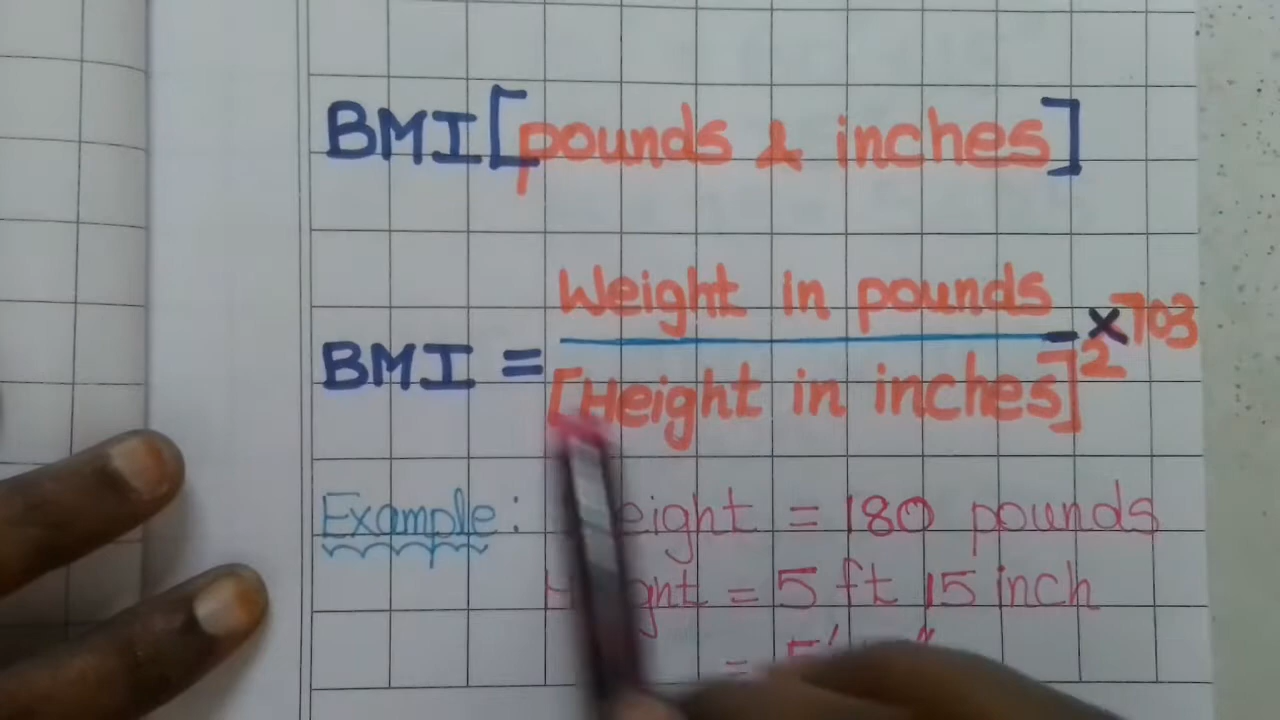 BMI[pounds & inches]
Weight in pounds
BMI = × 703
[Height in inches]²
Example: eight = 180 pounds
H ght = 5 ft 15 inch
= 5'